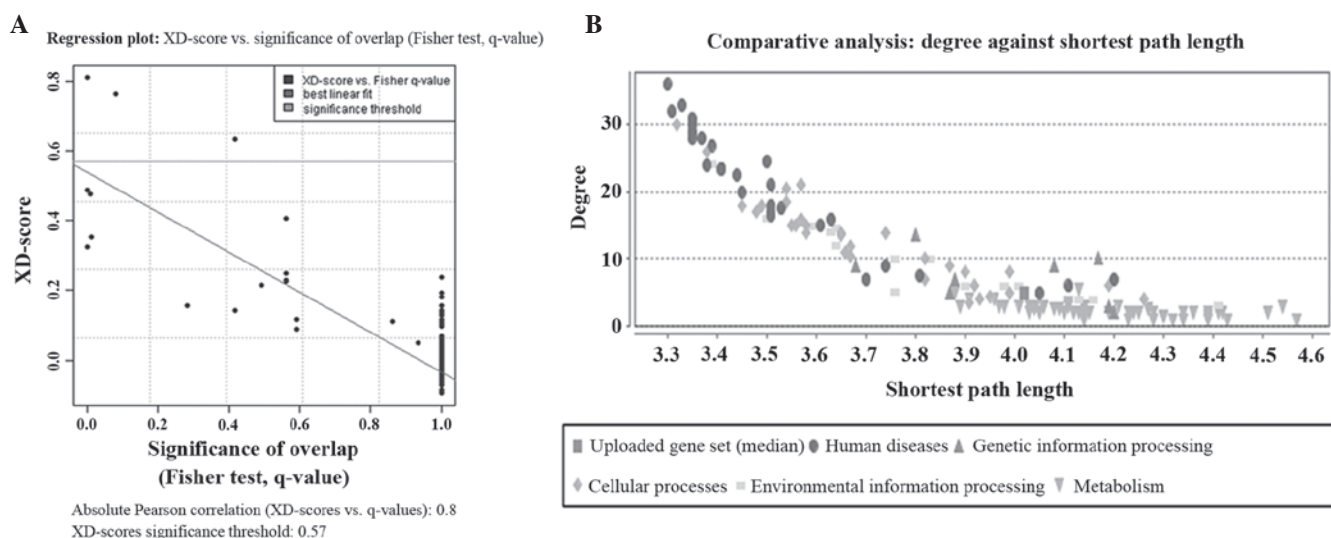 A
Regression plot: XD-score vs. significance of overlap (Fisher test, q-value)
XD-score vs. Fisher q-value
best linear fit
significance threshold
0.8
0.6
0.4
0.2
0.0
XD-score
0.0 0.2 0.4 0.6 0.8 1.0
Significance of overlap
(Fisher test, q-value)
Absolute Pearson correlation (XD-scores vs. q-values): 0.8
XD-scores significance threshold: 0.57
B
Comparative analysis: degree against shortest path length
30
20
10
0
Degree
3.3 3.4 3.5 3.6 3.7 3.8 3.9 4.0 4.1 4.2 4.3 4.4 4.5 4.6
Shortest path length
Uploaded gene set (median) Human diseases Genetic information processing
Cellular processes Environmental information processing Metabolism